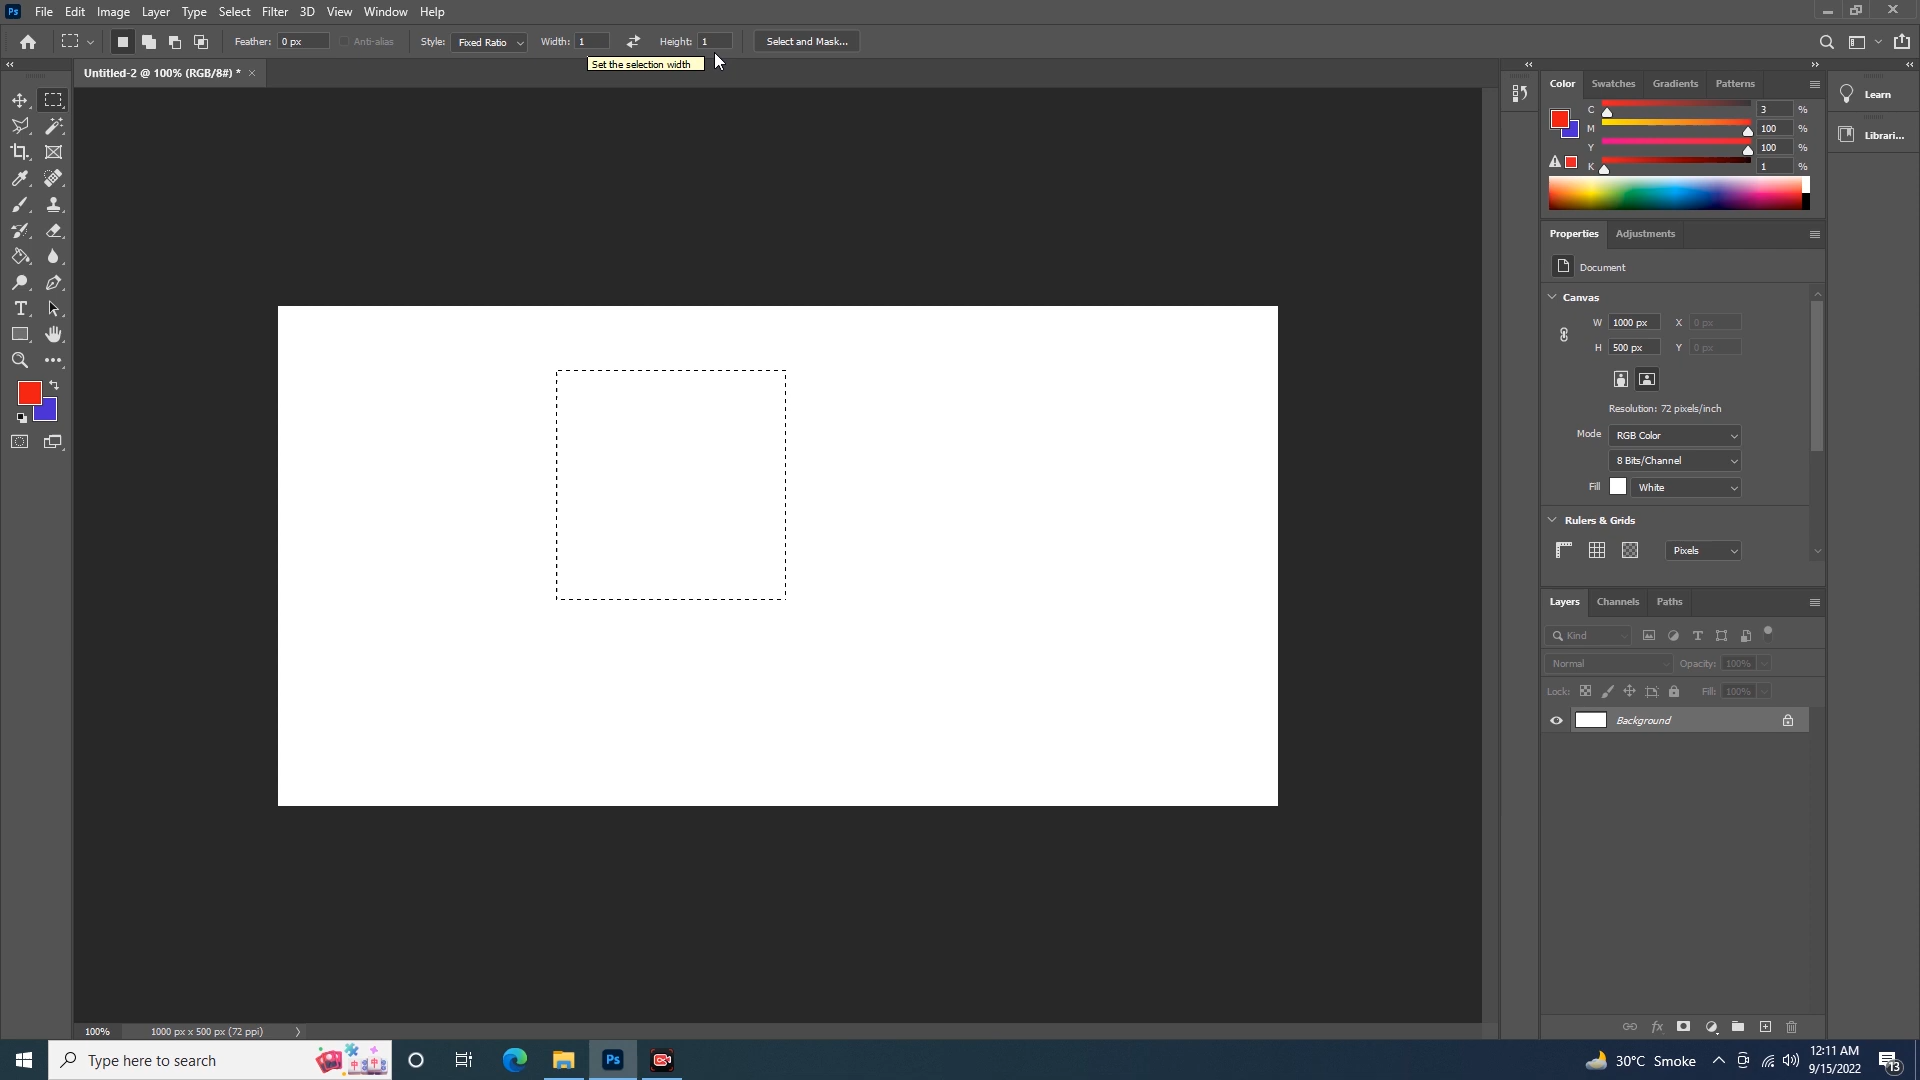 Ps File Edit Image Layer Type Select Filter 3D View Window Help
Feather: 0 px Anti-alias Style: Fixed Ratio Width: 1 Height: 1 Select and Mask...
Set the selection width
Untitled-2 @ 100% (RGB/8#) * ×
Color Swatches Gradients Patterns
C 3 %
M 100 %
Y 100 %
K 1 %
Learn
Librari...
Properties Adjustments
Document
Canvas
W 1000 px X 0 px
H 500 px Y 0 px
Resolution: 72 pixels/inch
Mode RGB Color
8 Bits/Channel
Fill White
Rulers & Grids
Pixels
Layers Channels Paths
Kind
Normal Opacity: 100%
Lock: Fill: 100%
Background
fx
100% 1000 px x 500 px (72 ppi)
Type here to search
Ps
30°C Smoke
12:11 AM
9/15/2022
13